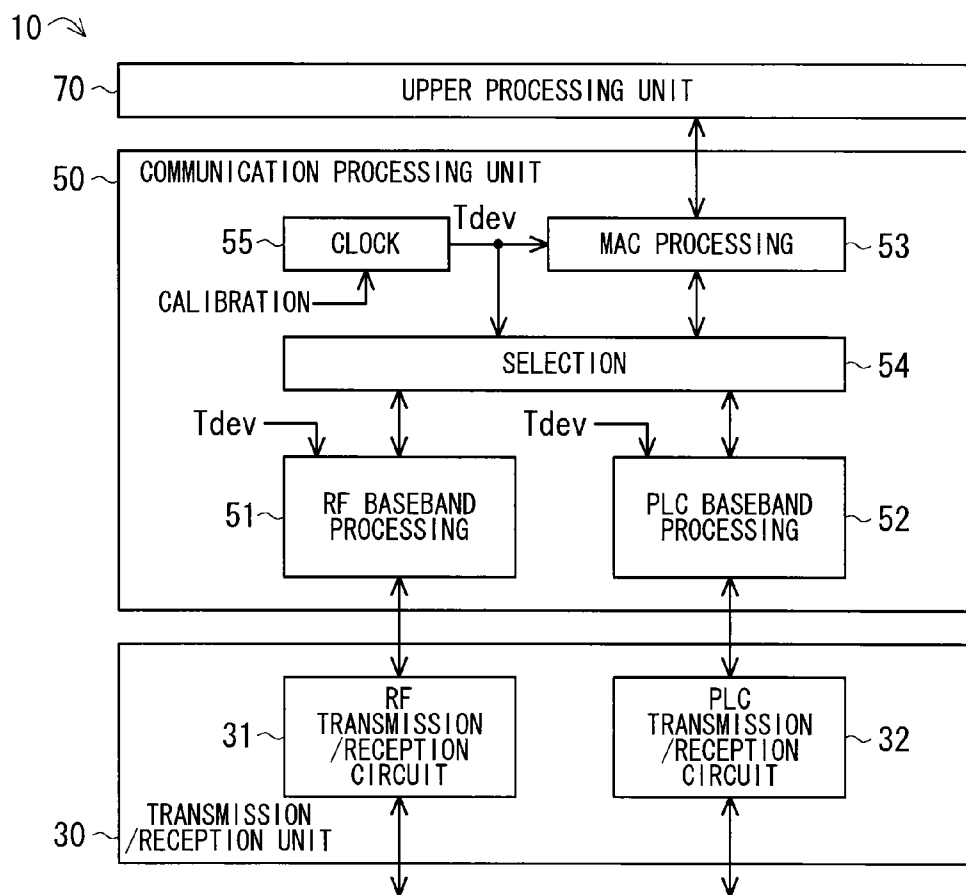 10
70
UPPER PROCESSING UNIT
50
COMMUNICATION PROCESSING UNIT
Tdev
55
CLOCK
MAC PROCESSING
53
CALIBRATION
SELECTION
54
Tdev
Tdev
51
RF BASEBAND
PROCESSING
PLC BASEBAND
PROCESSING
52
31
RF
TRANSMISSION
/RECEPTION
CIRCUIT
PLC
TRANSMISSION
/RECEPTION
CIRCUIT
32
30
TRANSMISSION
/RECEPTION UNIT